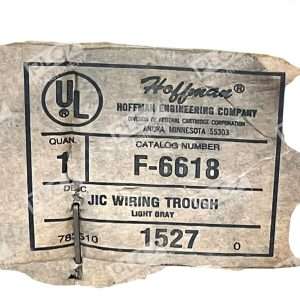 UL®
Hoffman®
HOFFMAN ENGINEERING COMPANY
DIVISION OF FEDERAL CARTRIDGE CORPORATION
ANOKA, MINNESOTA 55303
QUAN. CATALOG NUMBER
1 F-6618
DESC.
JIC WIRING TROUGH
LIGHT GRAY
1527 0